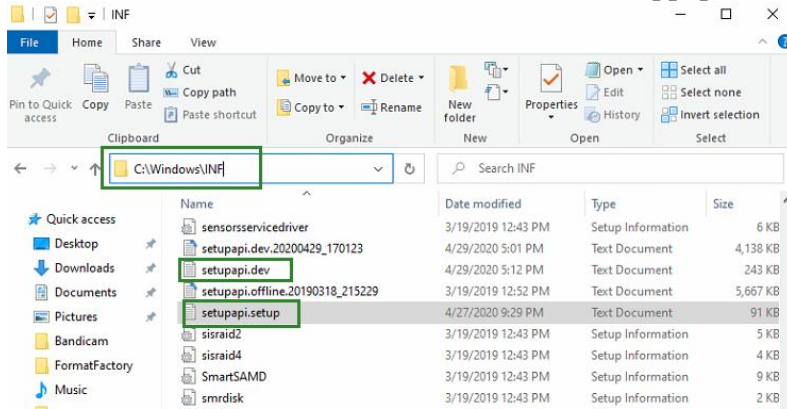 INF
File Home Share View
Pin to Quick access
Copy
Paste
Cut
Copy path
Paste shortcut
Clipboard
Move to
Copy to
Delete
Rename
Organize
New folder
New
Properties
Open
Edit
History
Open
Select all
Select none
Invert selection
Select
C:\Windows\INF
Search INF
Quick access
Desktop
Downloads
Documents
Pictures
Bandicam
FormatFactory
Music
Name Date modified Type Size
sensorsservicedriver 3/19/2019 12:43 PM Setup Information 6 KB
setupapi.dev.20200429_170123 4/29/2020 5:01 PM Text Document 4,138 KB
setupapi.dev 4/29/2020 5:12 PM Text Document 243 KB
setupapi.offline.20190318_215229 3/19/2019 12:52 PM Text Document 5,667 KB
setupapi.setup 4/27/2020 9:29 PM Text Document 91 KB
sisraid2 3/19/2019 12:43 PM Setup Information 5 KB
sisraid4 3/19/2019 12:43 PM Setup Information 4 KB
SmartSAMD 3/19/2019 12:43 PM Setup Information 9 KB
smrdisk 3/19/2019 12:43 PM Setup Information 2 KB